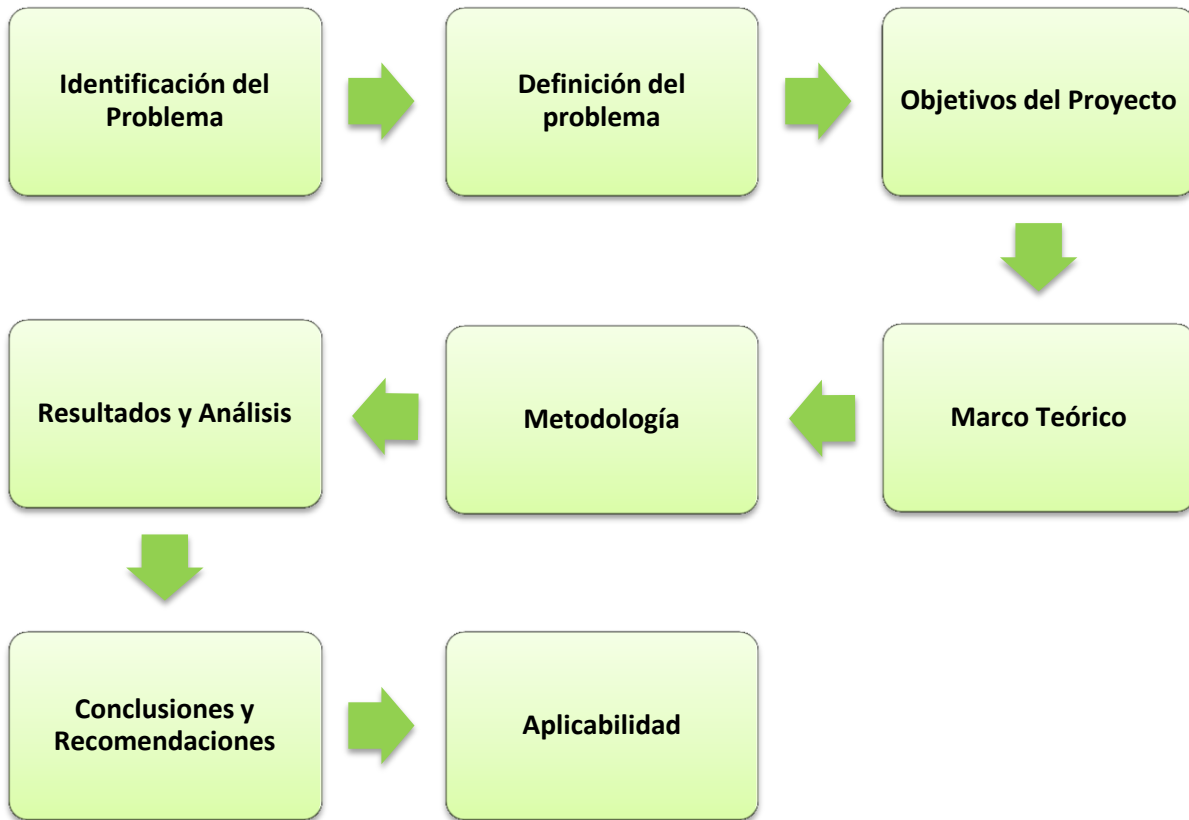 Identificación del
Problema
Definición del
problema
Objetivos del Proyecto
Marco Teórico
Metodología
Resultados y Análisis
Conclusiones y
Recomendaciones
Aplicabilidad